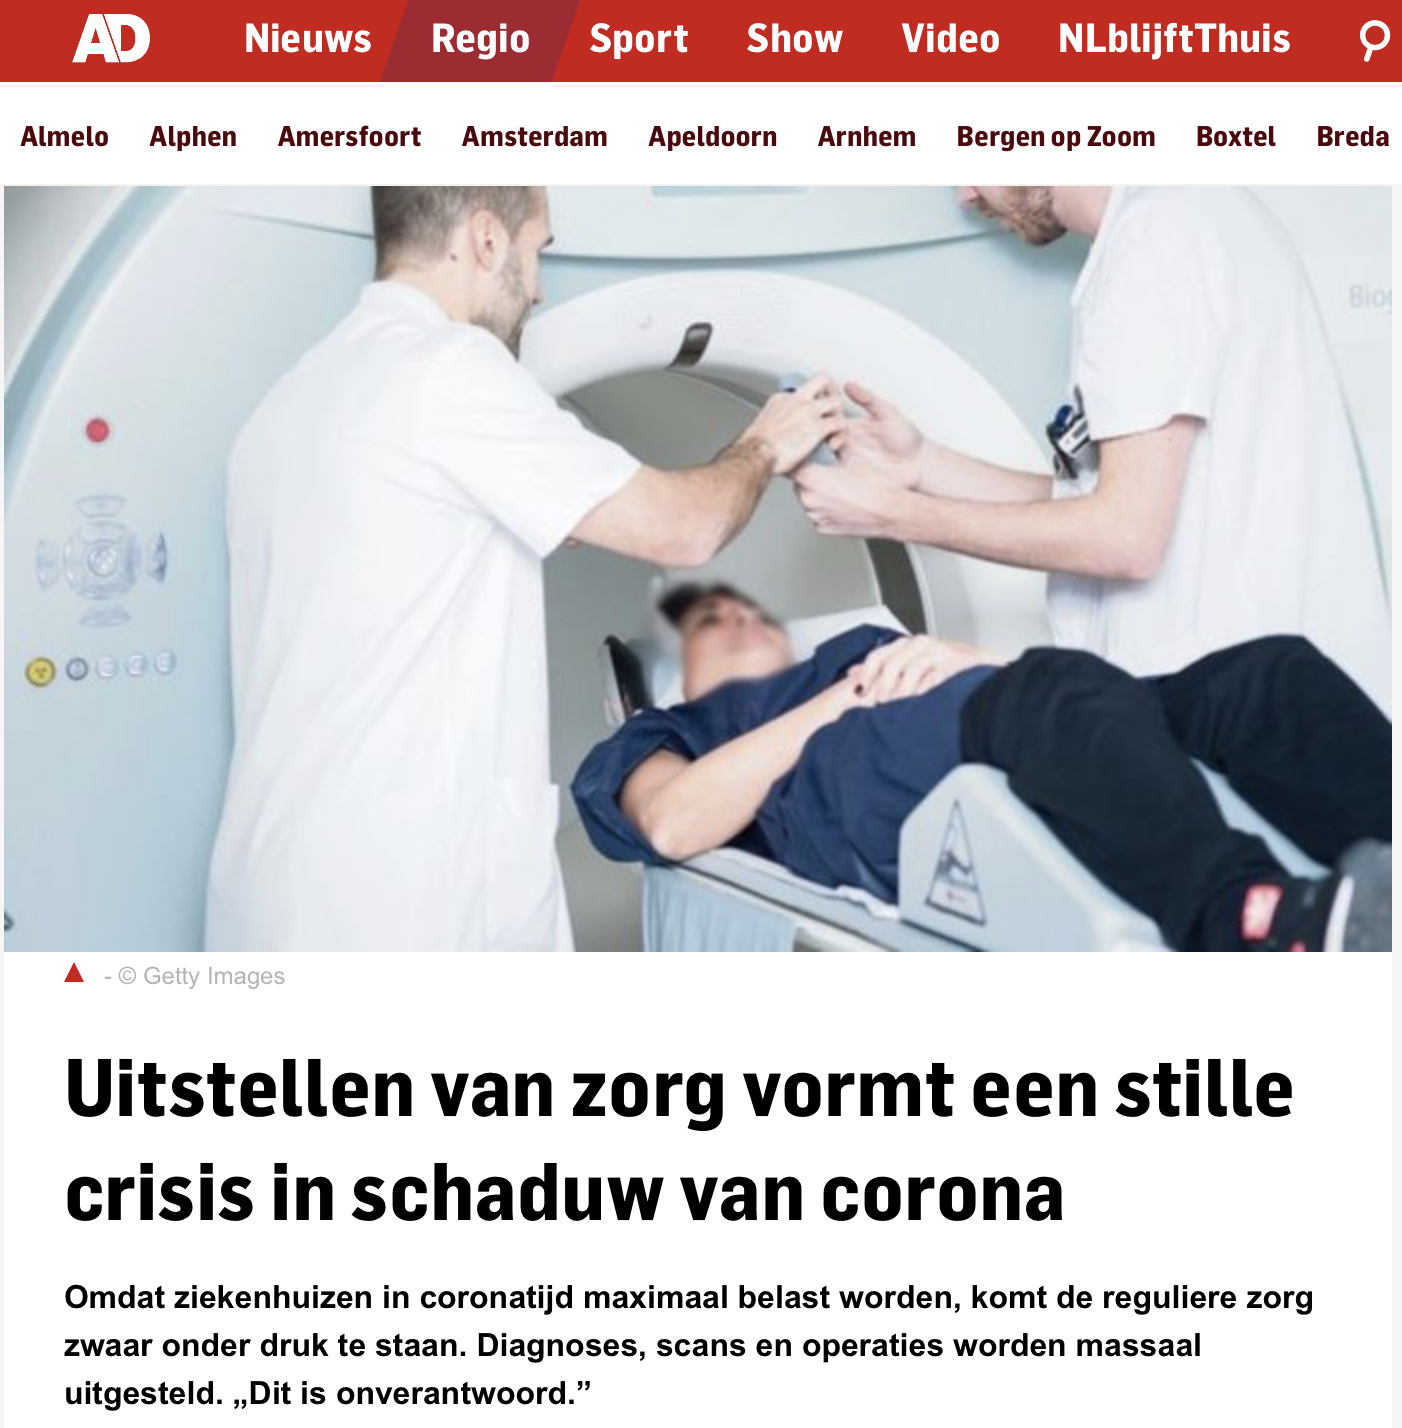 AD Nieuws Regio Sport Show Video NLblijftThuis
Almelo Alphen Amersfoort Amsterdam Apeldoorn Arnhem Bergen op Zoom Boxtel Breda
- © Getty Images
Uitstellen van zorg vormt een stille
crisis in schaduw van corona
Omdat ziekenhuizen in coronatijd maximaal belast worden, komt de reguliere zorg
zwaar onder druk te staan. Diagnoses, scans en operaties worden massaal
uitgesteld. „Dit is onverantwoord.”